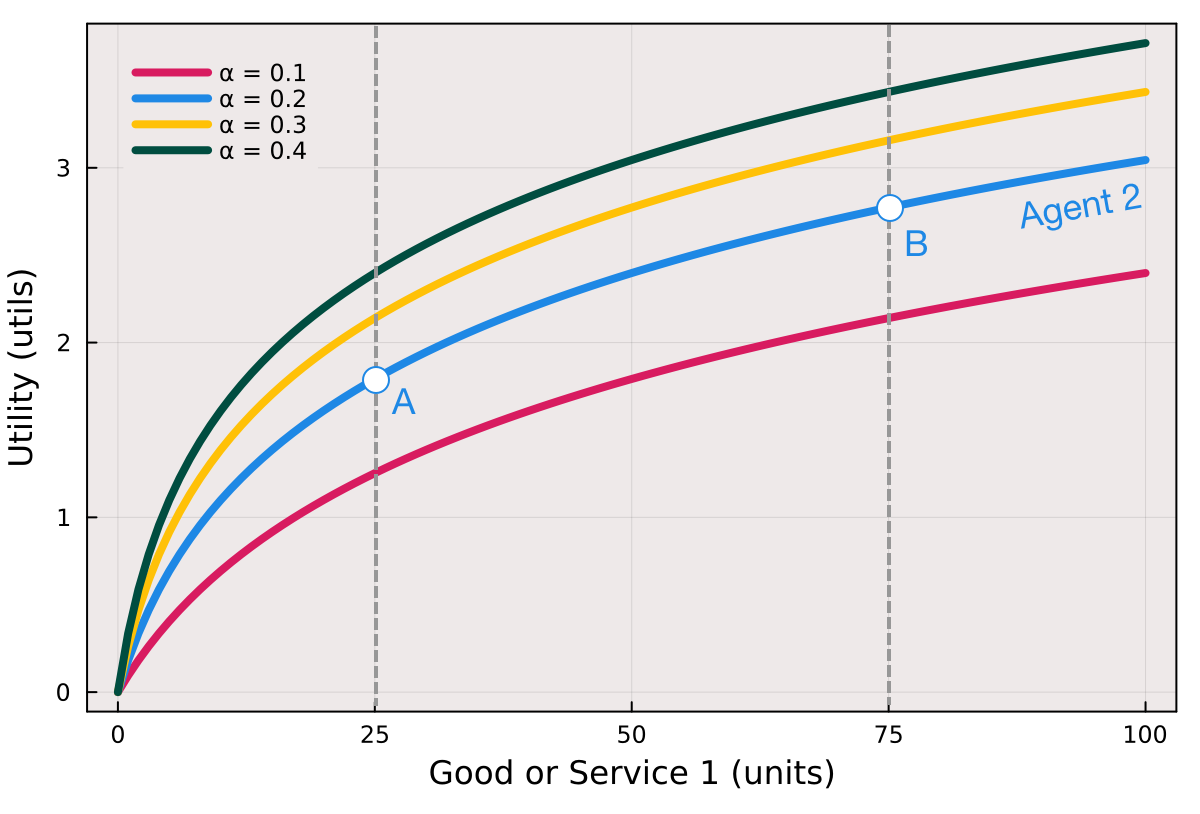 α = 0.1
α = 0.2
α = 0.3
α = 0.4
3
2
1
0
Utility (utils)
Agent 2
B
A
0 25 50 75 100
Good or Service 1 (units)